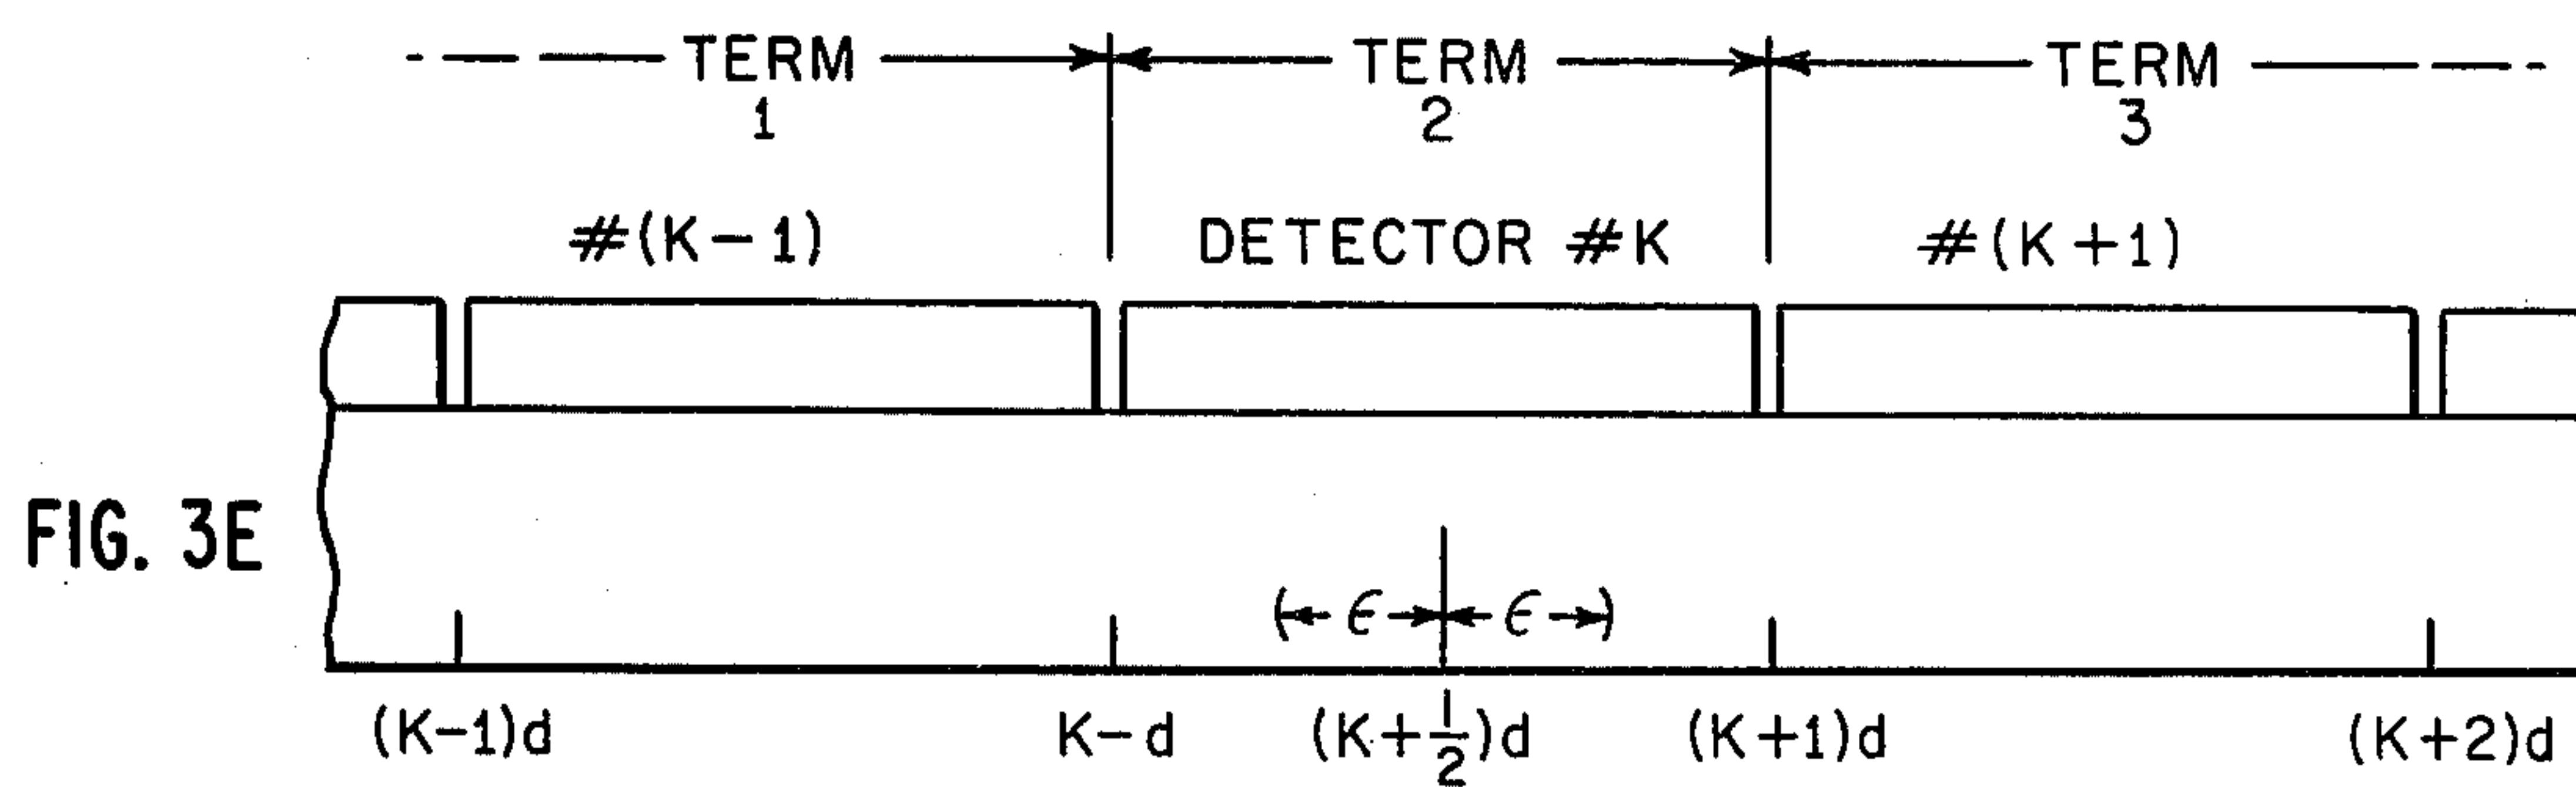 TERM 1
TERM 2
TERM 3
#(K-1)
DETECTOR #K
#(K+1)
FIG. 3E
(ϵ ϵ)
(K-1)d
K-d
(K+1/2)d
(K+1)d
(K+2)d